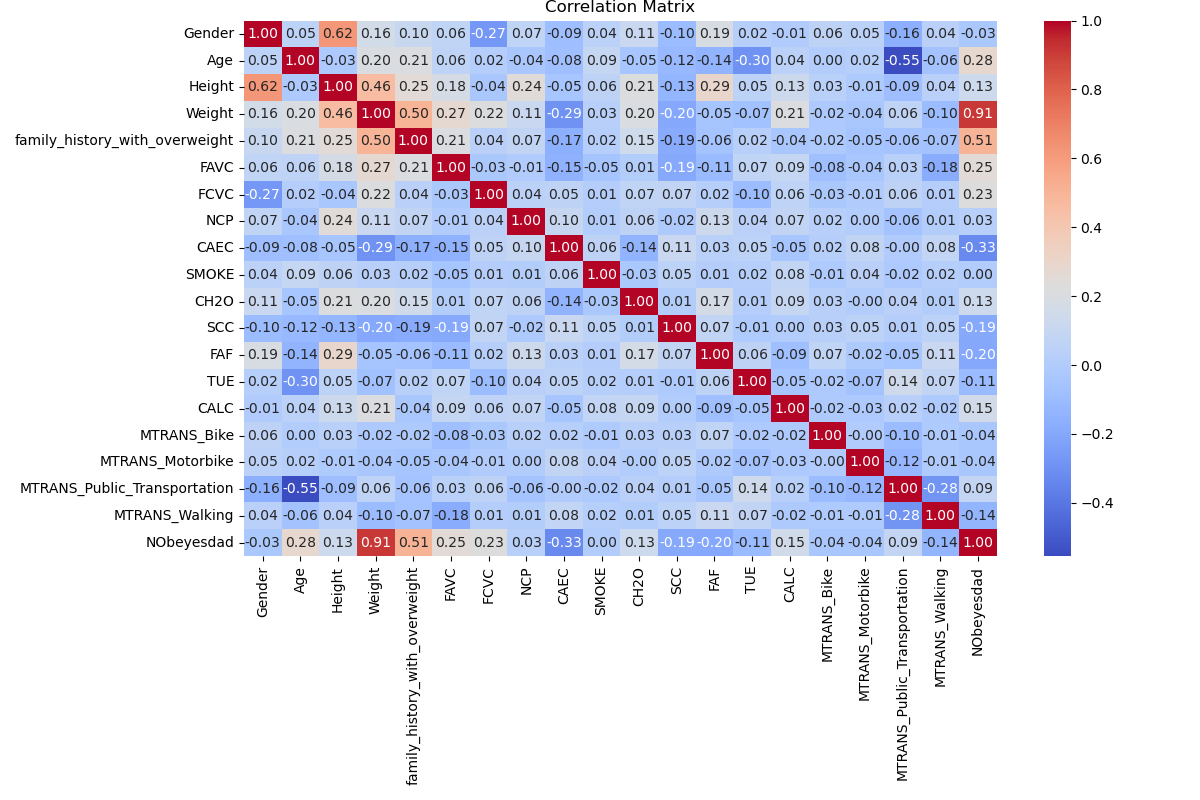 Correlation Matrix
Gender 1.00 0.05 0.62 0.16 0.10 0.06 -0.27 0.07 -0.09 0.04 0.11 -0.10 0.19 0.02 -0.01 0.06 0.05 -0.16 0.04 -0.03
Age 0.05 1.00 -0.03 0.20 0.21 0.06 0.02 -0.04 -0.08 0.09 -0.05 -0.12 -0.14 -0.30 0.04 0.00 0.02 -0.55 -0.06 0.28
Height 0.62 -0.03 1.00 0.46 0.25 0.18 -0.04 0.24 -0.05 0.06 0.21 -0.13 0.29 0.05 0.13 0.03 -0.01 -0.09 0.04 0.13
Weight 0.16 0.20 0.46 1.00 0.50 0.27 0.22 0.11 -0.29 0.03 0.20 -0.20 -0.05 -0.07 0.21 -0.02 -0.04 0.06 -0.10 0.91
family_history_with_overweight 0.10 0.21 0.25 0.50 1.00 0.21 0.04 0.07 -0.17 0.02 0.15 -0.19 -0.06 0.02 -0.04 -0.02 -0.05 -0.06 -0.07 0.51
FAVC 0.06 0.06 0.18 0.27 0.21 1.00 -0.03 -0.01 -0.15 -0.05 0.01 -0.19 -0.11 0.07 0.09 -0.08 -0.04 0.03 -0.18 0.25
FCVC -0.27 0.02 -0.04 0.22 0.04 -0.03 1.00 0.04 0.05 0.01 0.07 0.07 0.02 -0.10 0.06 -0.03 -0.01 0.06 0.01 0.23
NCP 0.07 -0.04 0.24 0.11 0.07 -0.01 0.04 1.00 0.10 0.01 0.06 -0.02 0.13 0.04 0.07 0.02 0.00 -0.06 0.01 0.03
CAEC -0.09 -0.08 -0.05 -0.29 -0.17 -0.15 0.05 0.10 1.00 0.06 -0.14 0.11 0.03 0.05 -0.05 0.02 0.08 -0.00 0.08 -0.33
SMOKE 0.04 0.09 0.06 0.03 0.02 -0.05 0.01 0.01 0.06 1.00 -0.03 0.05 0.01 0.02 0.08 -0.01 0.04 -0.02 0.02 0.00
CH2O 0.11 -0.05 0.21 0.20 0.15 0.01 0.07 0.06 -0.14 -0.03 1.00 0.01 0.17 0.01 0.09 0.03 -0.00 0.04 0.01 0.13
SCC -0.10 -0.12 -0.13 -0.20 -0.19 -0.19 0.07 -0.02 0.11 0.05 0.01 1.00 0.07 -0.01 0.00 0.03 0.05 0.01 0.05 -0.19
FAF 0.19 -0.14 0.29 -0.05 -0.06 -0.11 0.02 0.13 0.03 0.01 0.17 0.07 1.00 0.06 -0.09 0.07 -0.02 -0.05 0.11 -0.20
TUE 0.02 -0.30 0.05 -0.07 0.02 0.07 -0.10 0.04 0.05 0.02 0.01 -0.01 0.06 1.00 -0.05 -0.02 -0.07 0.14 0.07 -0.11
CALC -0.01 0.04 0.13 0.21 -0.04 0.09 0.06 0.07 -0.05 0.08 0.09 0.00 -0.09 -0.05 1.00 -0.02 -0.03 0.02 -0.02 0.15
MTRANS_Bike 0.06 0.00 0.03 -0.02 -0.02 -0.08 -0.03 0.02 0.02 -0.01 0.03 0.03 0.07 -0.02 -0.02 1.00 -0.00 -0.10 -0.01 -0.04
MTRANS_Motorbike 0.05 0.02 -0.01 -0.04 -0.05 -0.04 -0.01 0.00 0.08 0.04 -0.00 0.05 -0.02 -0.07 -0.03 -0.00 1.00 -0.12 -0.01 -0.04
MTRANS_Public_Transportation -0.16 -0.55 -0.09 0.06 -0.06 0.03 0.06 -0.06 -0.00 -0.02 0.04 0.01 -0.05 0.14 0.02 -0.10 -0.12 1.00 -0.28 0.09
MTRANS_Walking 0.04 -0.06 0.04 -0.10 -0.07 -0.18 0.01 0.01 0.08 0.02 0.01 0.05 0.11 0.07 -0.02 -0.01 -0.01 -0.28 1.00 -0.14
NObeyesdad -0.03 0.28 0.13 0.91 0.51 0.25 0.23 0.03 -0.33 0.00 0.13 -0.19 -0.20 -0.11 0.15 -0.04 -0.04 0.09 -0.14 1.00
Gender
Age
Height
Weight
family_history_with_overweight
FAVC
FCVC
NCP
CAEC
SMOKE
CH2O
SCC
FAF
TUE
CALC
MTRANS_Bike
MTRANS_Motorbike
MTRANS_Public_Transportation
MTRANS_Walking
NObeyesdad
1.0
0.8
0.6
0.4
0.2
0.0
−0.2
−0.4